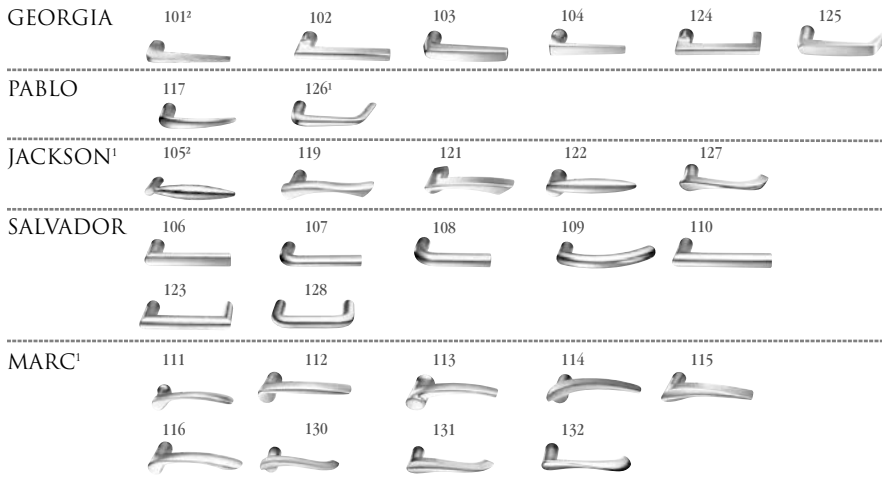 GEORGIA 101² 102 103 104 124 125
PABLO 117 126¹
JACKSON¹ 105² 119 121 122 127
SALVADOR 106 107 108 109 110
123 128
MARC¹ 111 112 113 114 115
116 130 131 132